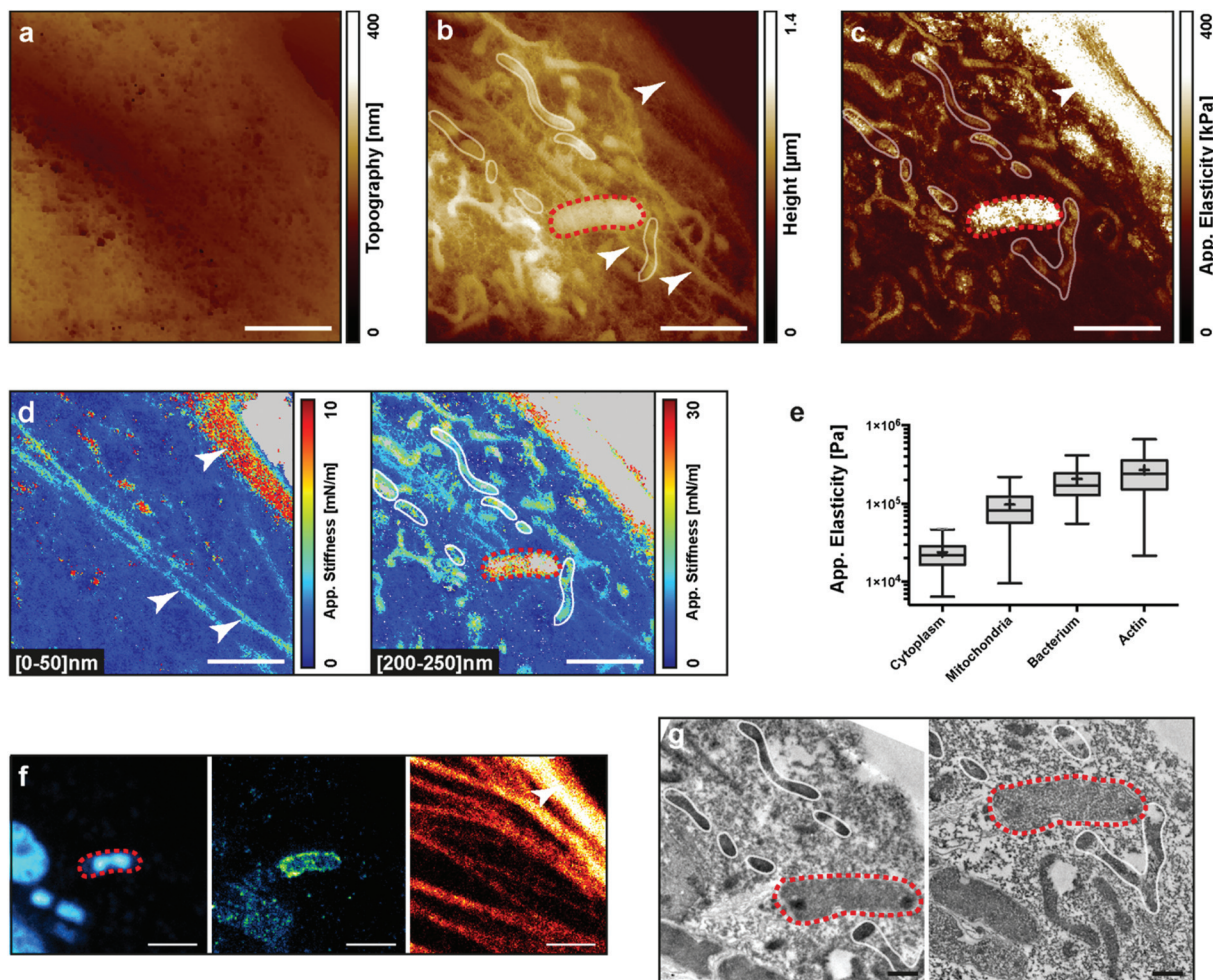 a
400
Topography [nm]
0
b
1.4
Height [µm]
0
c
400
App. Elasticity [kPa]
0
d
10
App. Stiffness [mN/m]
0
[0-50]nm
30
App. Stiffness [mN/m]
0
[200-250]nm
e
App. Elasticity [Pa]
1×10⁶
1×10⁵
1×10⁴
Cytoplasm
Mitochondria
Bacterium
Actin
f
g